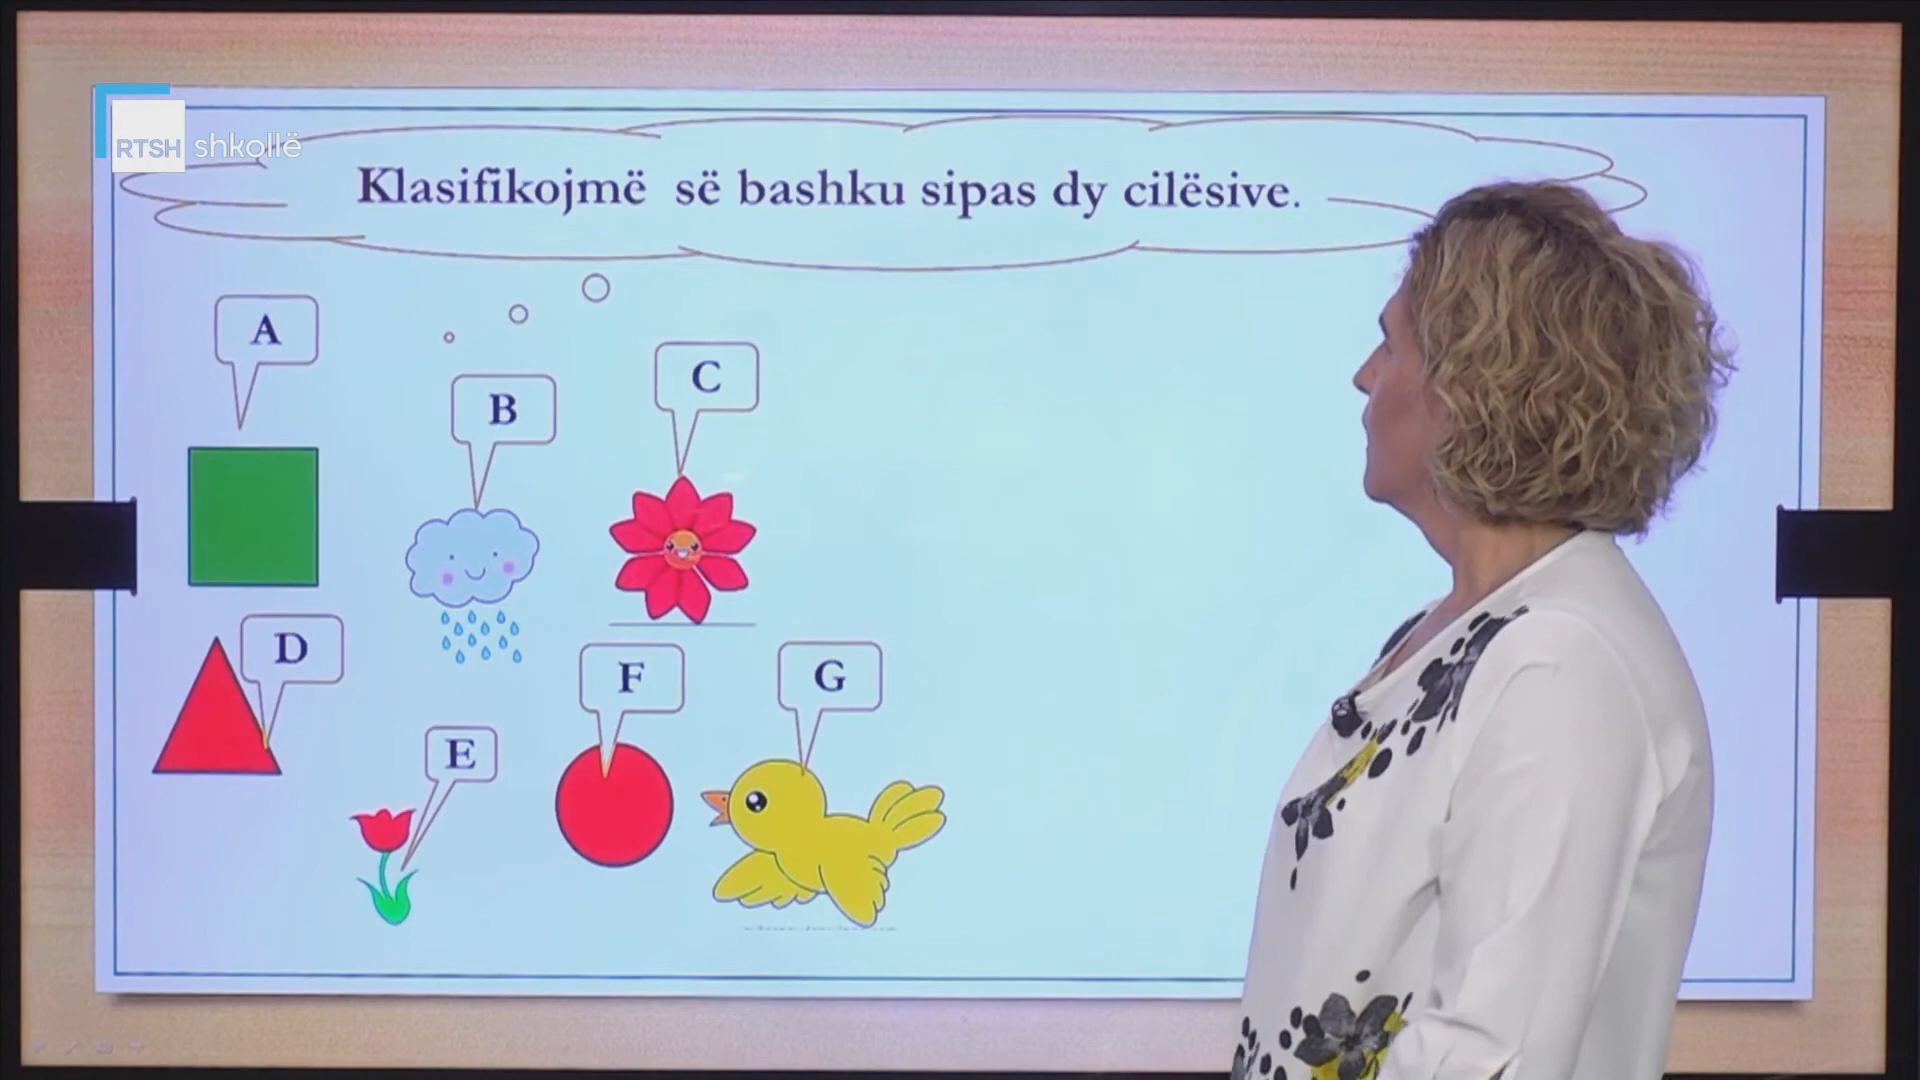 RTSH shkollë
Klasifikojmë së bashku sipas dy cilësive.
A
B
C
D
E
F
G